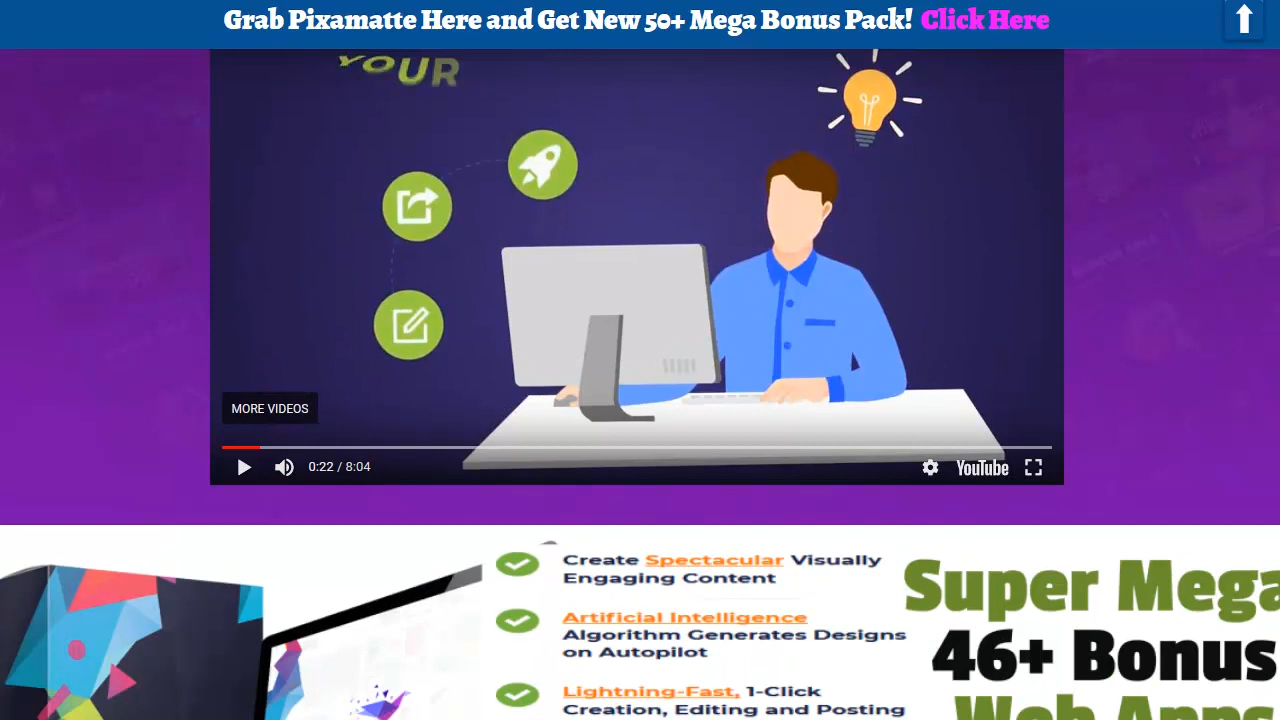 Grab Pixamatte Here and Get New 50+ Mega Bonus Pack! Click Here
YOUR
MORE VIDEOS
0:22 / 8:04
YouTube
Create Spectacular Visually
Engaging Content
Artificial Intelligence
Algorithm Generates Designs
on Autopilot
Lightning-Fast, 1-Click
Creation, Editing and Posting
Super Mega
46+ Bonus
Web Apps